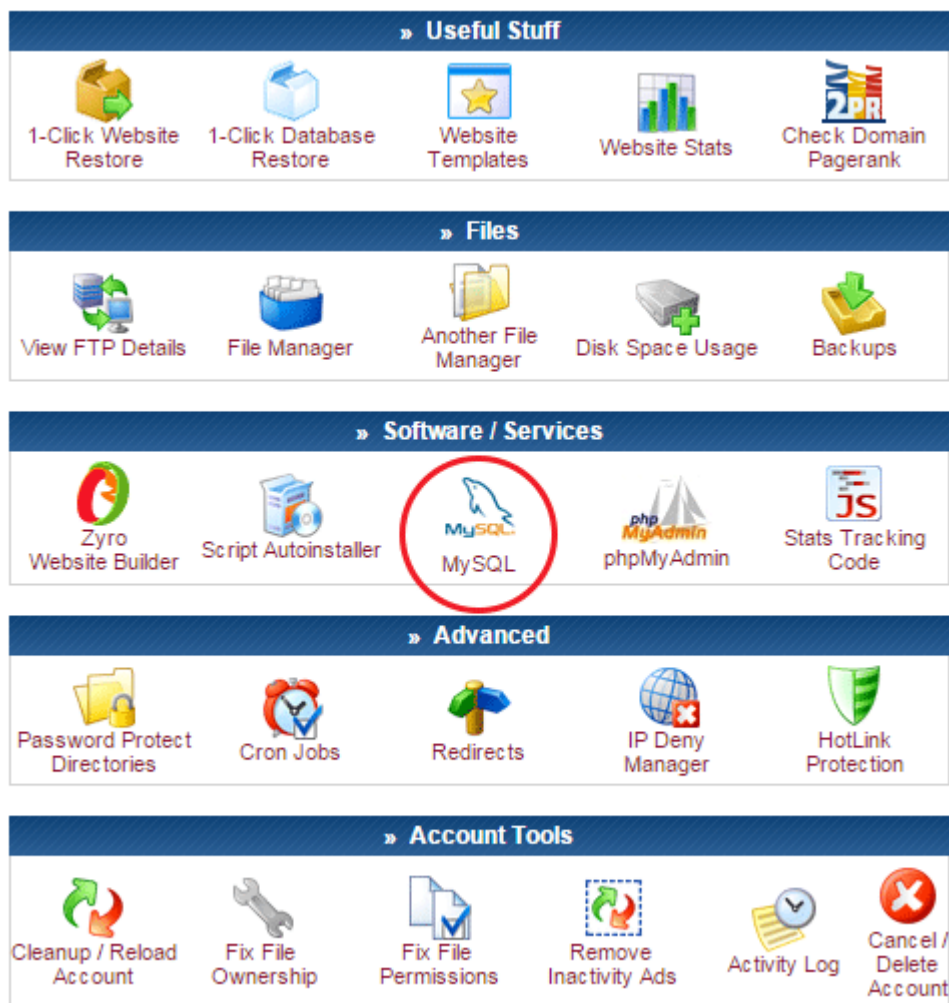 » Useful Stuff
1-Click Website
Restore
1-Click Database
Restore
Website
Templates
Website Stats
2PR
Check Domain
Pagerank
» Files
View FTP Details
File Manager
Another File
Manager
Disk Space Usage
Backups
» Software / Services
Zyro
Website Builder
Script Autoinstaller
MySQL
MySQL
php
MyAdmin
phpMyAdmin
JS
Stats Tracking
Code
» Advanced
Password Protect
Directories
Cron Jobs
Redirects
IP Deny
Manager
HotLink
Protection
» Account Tools
Cleanup / Reload
Account
Fix File
Ownership
Fix File
Permissions
Remove
Inactivity Ads
Activity Log
Cancel /
Delete
Account